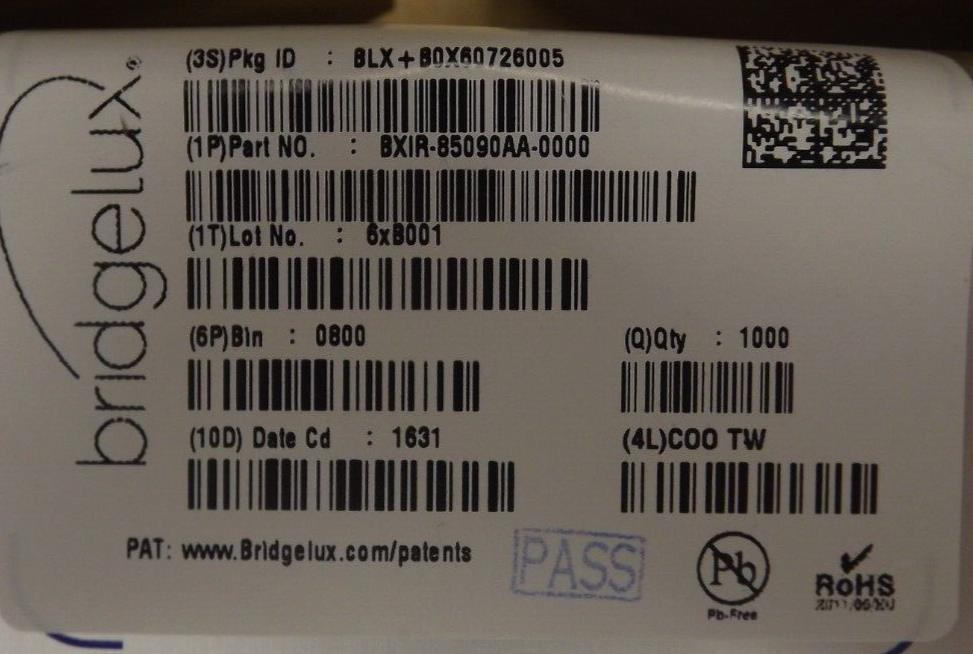 bridgelux®
(3S)Pkg ID : BLX+B0X60726005
(1P)Part NO. : BXIR-85090AA-0000
(1T)Lot No. : 6xB001
(6P)Bin : 0800
(Q)Qty : 1000
(10D) Date Cd : 1631
(4L)COO TW
PAT: www.Bridgelux.com/patents
PASS
Pb
Pb-Free
RoHS